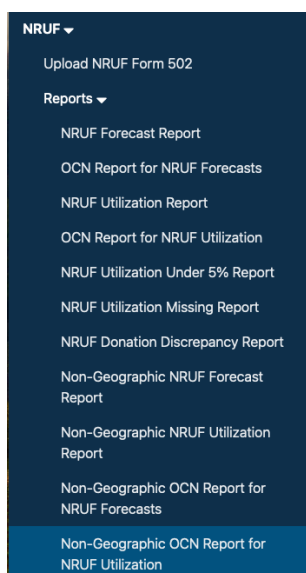 NRUF
Upload NRUF Form 502
Reports
NRUF Forecast Report
OCN Report for NRUF Forecasts
NRUF Utilization Report
OCN Report for NRUF Utilization
NRUF Utilization Under 5% Report
NRUF Utilization Missing Report
NRUF Donation Discrepancy Report
Non-Geographic NRUF Forecast
Report
Non-Geographic NRUF Utilization
Report
Non-Geographic OCN Report for
NRUF Forecasts
Non-Geographic OCN Report for
NRUF Utilization